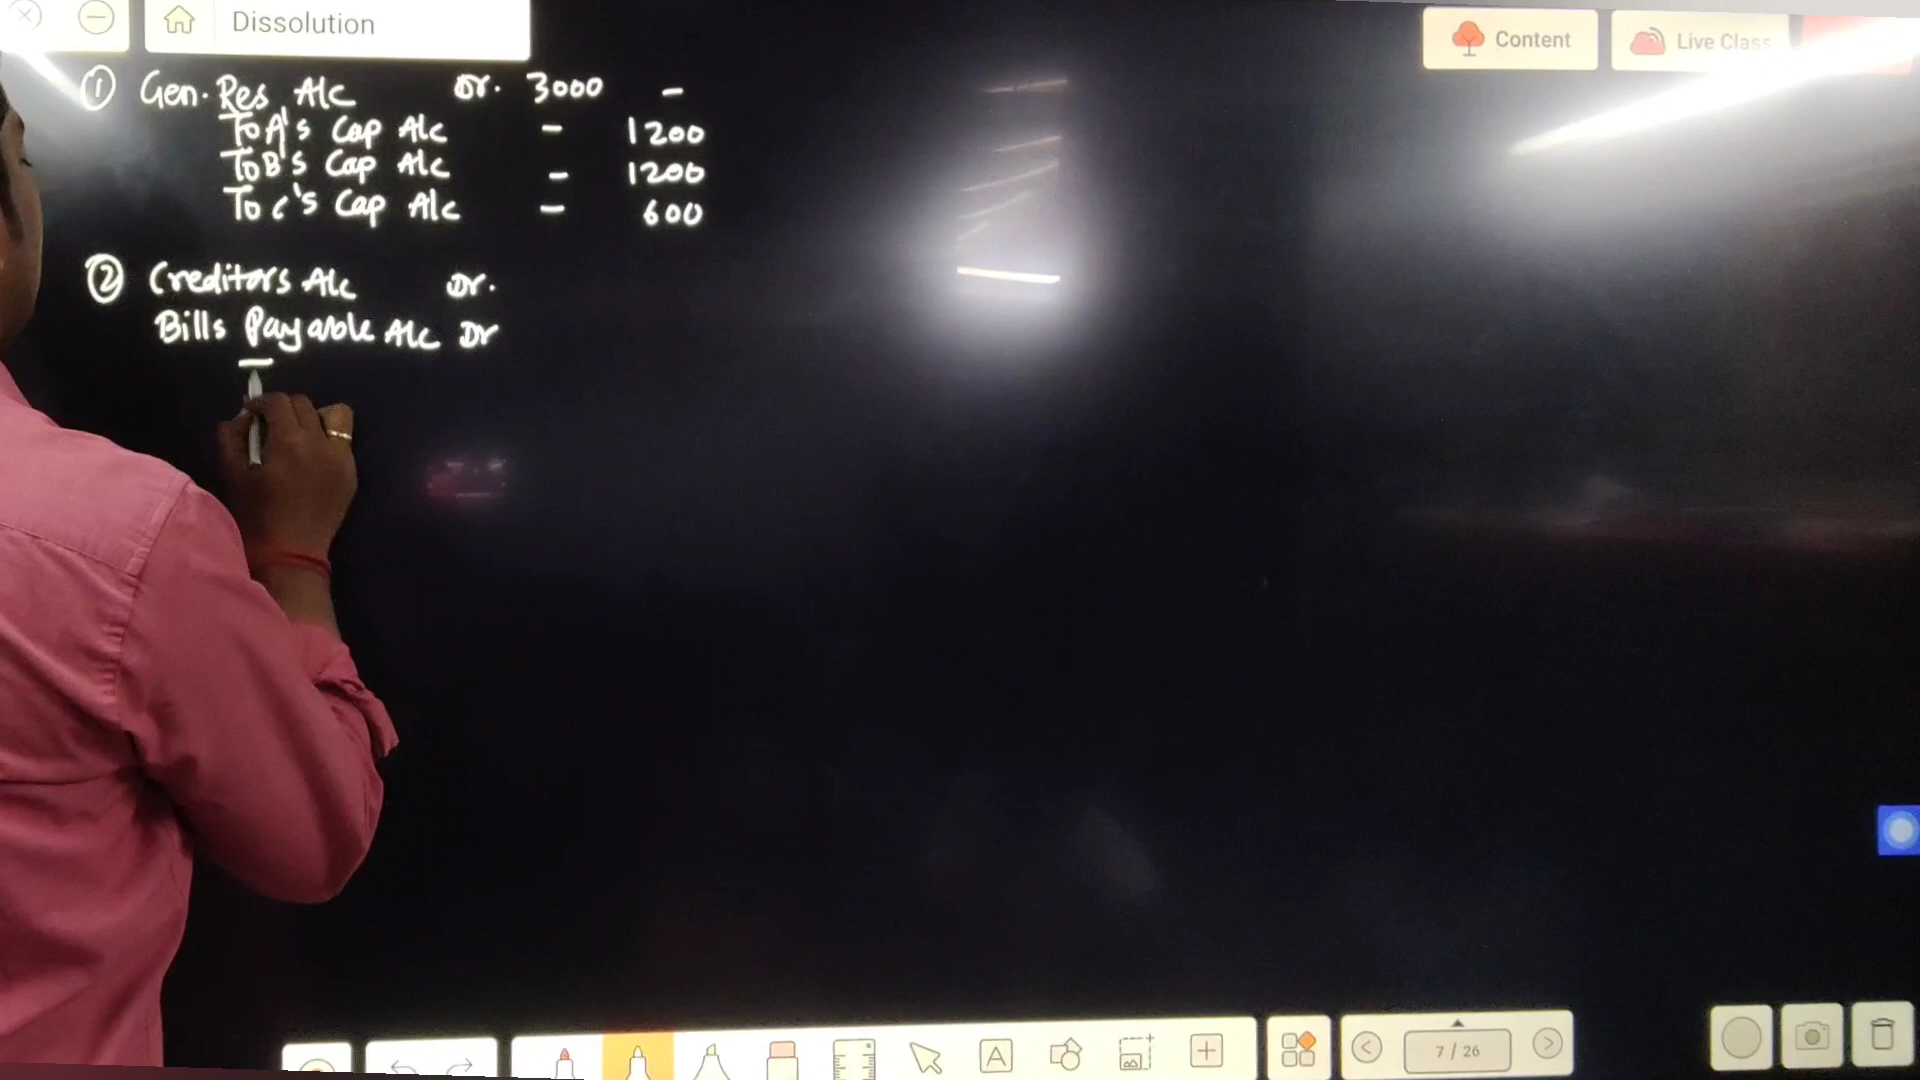 Dissolution
Content
Live Class
① Gen. Res A/c Dr. 3000 -
To A's Cap A/c - 1200
To B's Cap A/c - 1200
To C's Cap A/c - 600
② Creditors A/c Dr.
Bills Payable A/c Dr
A
7 / 26